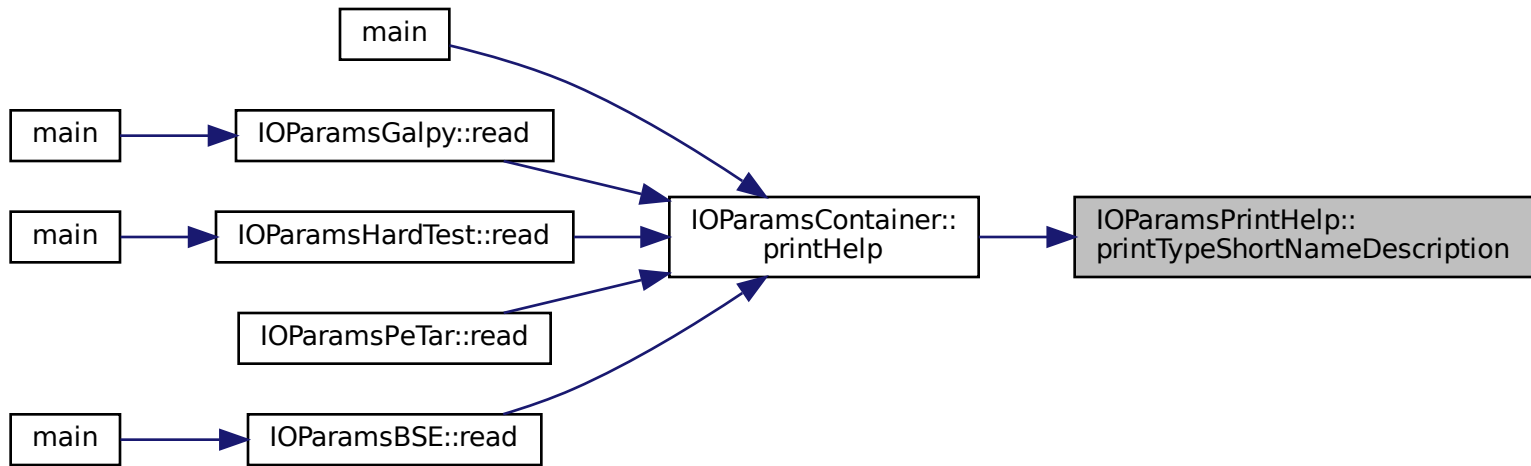 main
main
IOParamsGalpy::read
main
IOParamsHardTest::read
IOParamsPeTar::read
main
IOParamsBSE::read
IOParamsContainer::
printHelp
IOParamsPrintHelp::
printTypeShortNameDescription